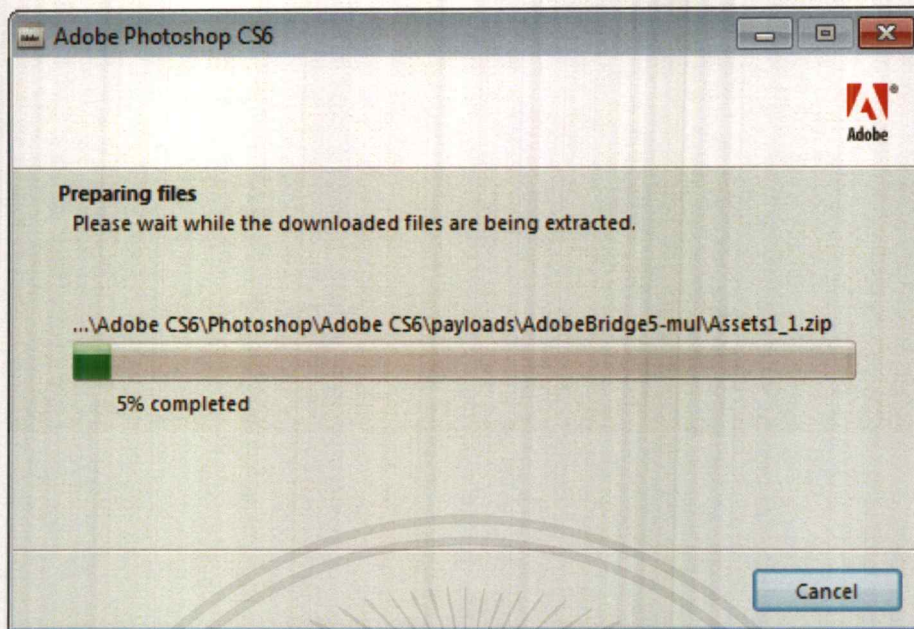 Adobe Photoshop CS6
Adobe
Preparing files
Please wait while the downloaded files are being extracted.
...\Adobe CS6\Photoshop\Adobe CS6\payloads\AdobeBridge5-mul\Assets1_1.zip
5% completed
Cancel